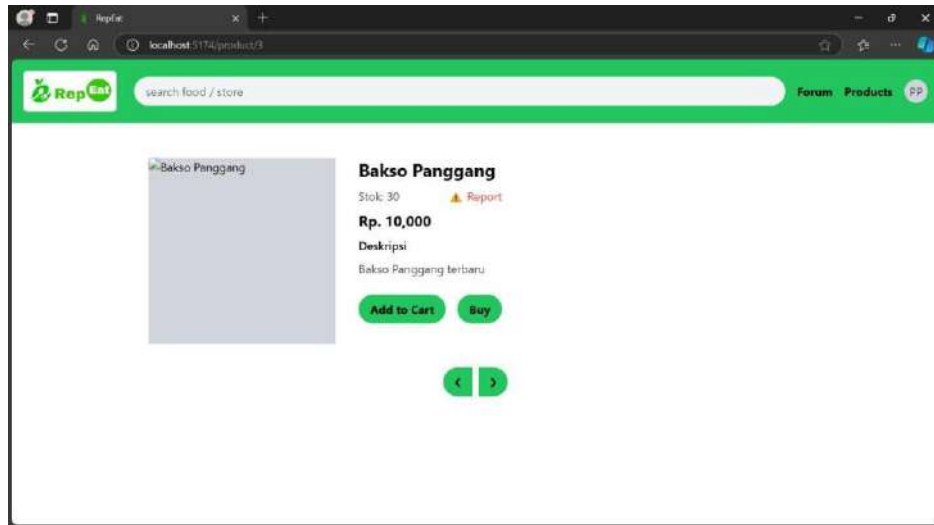 RepEat
localhost:5174/product/3
RepEat
search food / store
Forum Products PP
Bakso Panggang
Bakso Panggang
Stok: 30 Report
Rp. 10,000
Deskripsi
Bakso Panggang terbaru
Add to Cart Buy